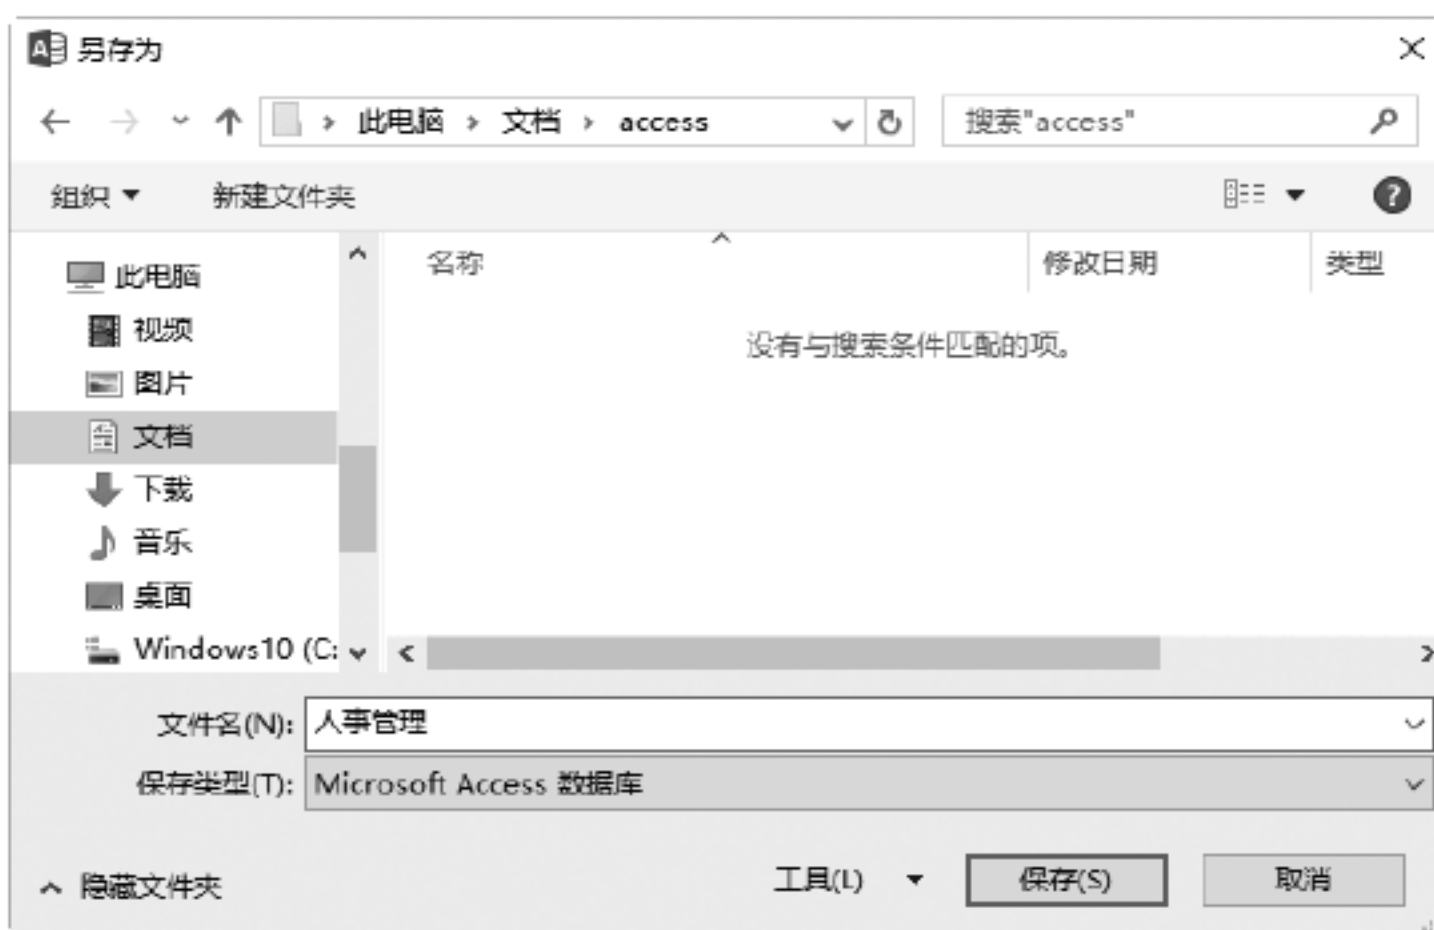 另存为
此电脑 › 文档 › access
搜索"access"
组织 新建文件夹
名称 修改日期 类型
没有与搜索条件匹配的项。
此电脑
视频
图片
文档
下载
音乐
桌面
Windows10 (C:
文件名(N): 人事管理
保存类型(T): Microsoft Access 数据库
隐藏文件夹 工具(L) 保存(S) 取消